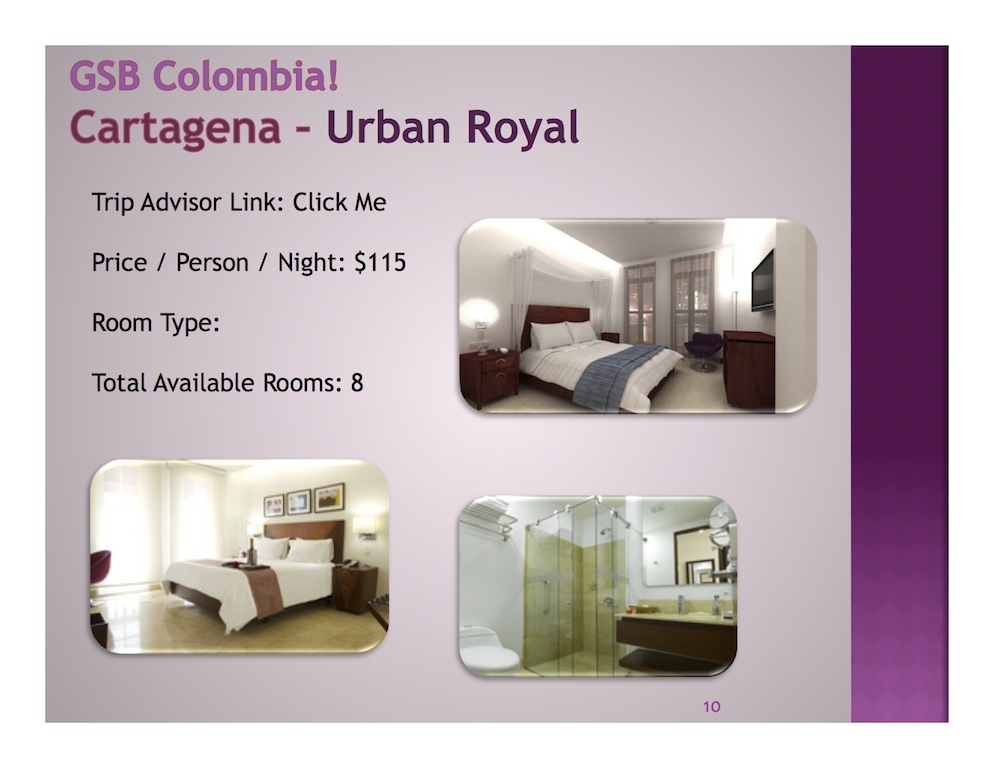 GSB Colombia!
Cartagena - Urban Royal
Trip Advisor Link: Click Me
Price / Person / Night: $115
Room Type:
Total Available Rooms: 8
10